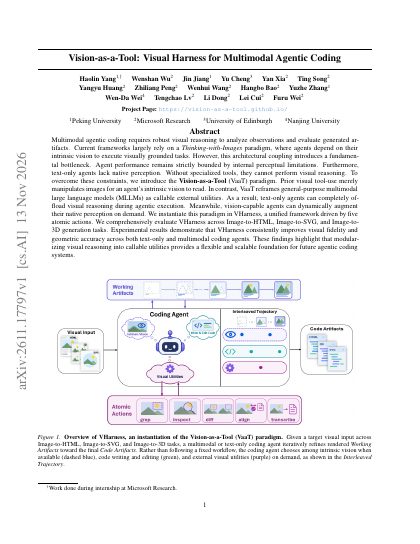 Vision-as-a-Tool: Visual Harness for Multimodal Agentic Coding
Haolin Yang¹,† Wenshan Wu² Jin Jiang¹ Yu Cheng¹ Yan Xia² Ting Song²
Yangyu Huang² Zhiliang Peng² Wenhui Wang² Hangbo Bao² Yuzhe Zhang³
Wen-Da Wei⁴ Tengchao Lv² Li Dong² Lei Cui² Furu Wei²
Project Page: https://vision-as-a-tool.github.io/
¹Peking University ²Microsoft Research ³University of Edinburgh ⁴Nanjing University
Abstract
Multimodal agentic coding requires robust visual reasoning to analyze observations and evaluate generated ar-
tifacts. Current frameworks largely rely on a Thinking-with-Images paradigm, where agents depend on their
intrinsic vision to execute visually grounded tasks. However, this architectural coupling introduces a fundamen-
tal bottleneck. Agent performance remains strictly bounded by internal perceptual limitations. Furthermore,
text-only agents lack native perception. Without specialized tools, they cannot perform visual reasoning. To
overcome these constraints, we introduce the Vision-as-a-Tool (VaaT) paradigm. Prior visual tool-use merely
manipulates images for an agent's intrinsic vision to read. In contrast, VaaT reframes general-purpose multimodal
large language models (MLLMs) as callable external utilities. As a result, text-only agents can completely of-
fload visual reasoning during agentic execution. Meanwhile, vision-capable agents can dynamically augment
their native perception on demand. We instantiate this paradigm in VHarness, a unified framework driven by five
atomic actions. We comprehensively evaluate VHarness across Image-to-HTML, Image-to-SVG, and Image-to-
3D generation tasks. Experimental results demonstrate that VHarness consistently improves visual fidelity and
geometric accuracy across both text-only and multimodal coding agents. These findings highlight that modular-
izing visual reasoning into callable utilities provides a flexible and scalable foundation for future agentic coding
systems.
arXiv:2611.17797v1 [cs.AI] 13 Nov 2026
Working
Artifacts
Coding Agent
Interleaved Trajectory
Visual Input
Visual Utilities
Code Artifacts
Atomic
Actions
grep
inspect
diff
align
transcribe
Figure 1. Overview of VHarness, an instantiation of the Vision-as-a-Tool (VaaT) paradigm. Given a target visual input across
Image-to-HTML, Image-to-SVG, and Image-to-3D tasks, a multimodal or text-only coding agent iteratively refines rendered Working
Artifacts toward the final Code Artifacts. Rather than following a fixed workflow, the coding agent chooses among intrinsic vision when
available (dashed blue), code writing and editing (green), and external visual utilities (purple) on demand, as shown in the Interleaved
Trajectory.
†Work done during internship at Microsoft Research.
1